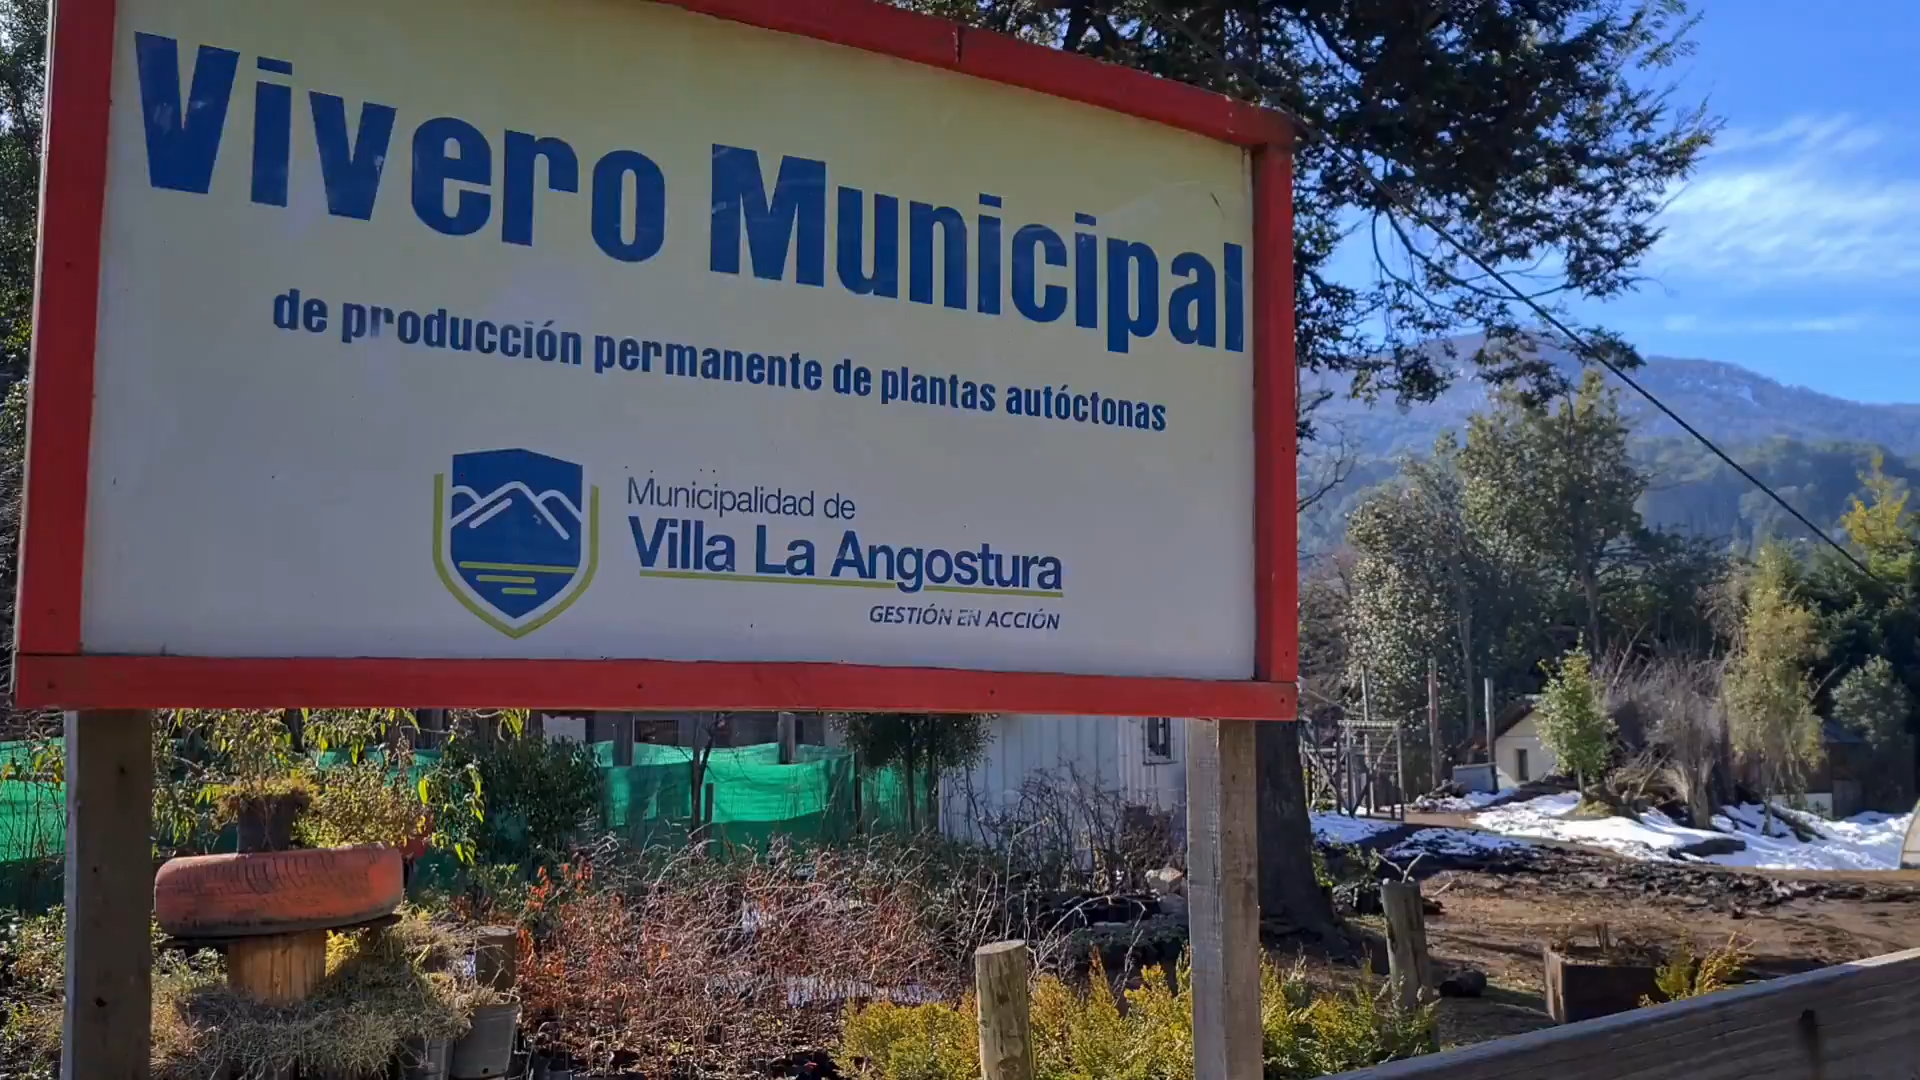 Vivero Municipal
de producción permanente de plantas autóctonas
Municipalidad de
Villa La Angostura
GESTIÓN EN ACCIÓN